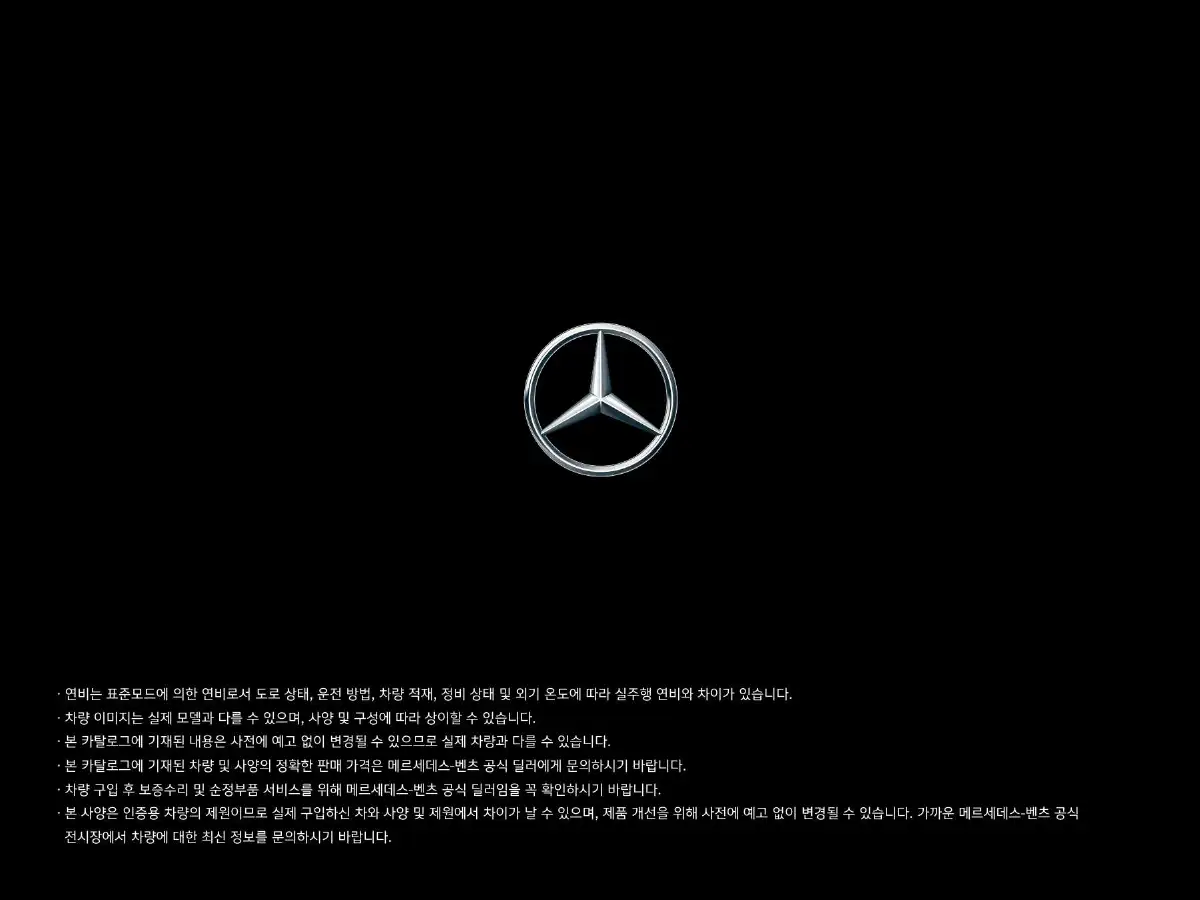 · 연비는 표준모드에 의한 연비로서 도로 상태, 운전 방법, 차량 적재, 정비 상태 및 외기 온도에 따라 실주행 연비와 차이가 있습니다.
· 차량 이미지는 실제 모델과 다를 수 있으며, 사양 및 구성에 따라 상이할 수 있습니다.
· 본 카탈로그에 기재된 내용은 사전에 예고 없이 변경될 수 있으므로 실제 차량과 다를 수 있습니다.
· 본 카탈로그에 기재된 차량 및 사양의 정확한 판매 가격은 메르세데스-벤츠 공식 딜러에게 문의하시기 바랍니다.
· 차량 구입 후 보증수리 및 순정부품 서비스를 위해 메르세데스-벤츠 공식 딜러임을 꼭 확인하시기 바랍니다.
· 본 사양은 인증용 차량의 제원이므로 실제 구입하신 차와 사양 및 제원에서 차이가 날 수 있으며, 제품 개선을 위해 사전에 예고 없이 변경될 수 있습니다. 가까운 메르세데스-벤츠 공식
전시장에서 차량에 대한 최신 정보를 문의하시기 바랍니다.